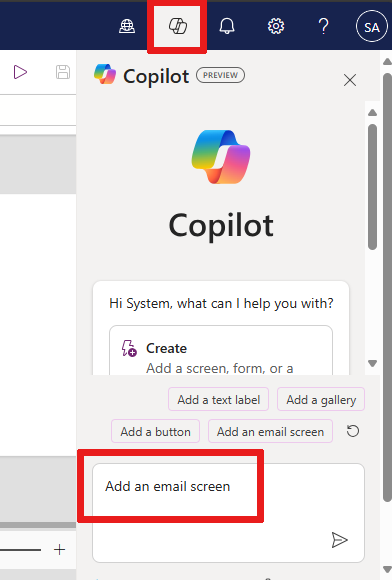 SA
Copilot PREVIEW
Copilot
Hi System, what can I help you with?
Create
Add a screen, form, or a
Add a text label
Add a gallery
Add a button
Add an email screen
Add an email screen